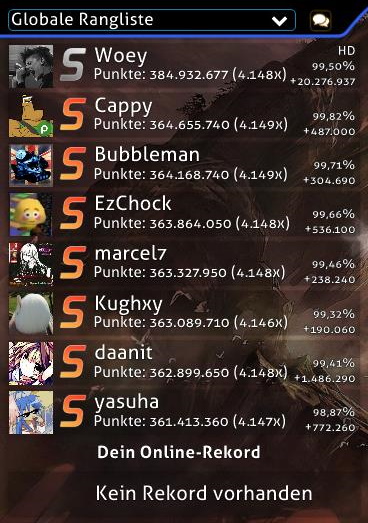 Globale Rangliste
S Woey HD
Punkte: 384.932.677 (4.148x) 99,50%
+20.276.937
S Cappy
Punkte: 364.655.740 (4.149x) 99,82%
+487.000
S Bubbleman
Punkte: 364.168.740 (4.149x) 99,71%
+304.690
S EzChock
Punkte: 363.864.050 (4.148x) 99,66%
+536.100
S marcel7
Punkte: 363.327.950 (4.148x) 99,46%
+238.240
S Kughxy
Punkte: 363.089.710 (4.146x) 99,32%
+190.060
S daanit
Punkte: 362.899.650 (4.148x) 99,41%
+1.486.290
S yasuha
Punkte: 361.413.360 (4.147x) 98,87%
+772.260
Dein Online-Rekord
Kein Rekord vorhanden